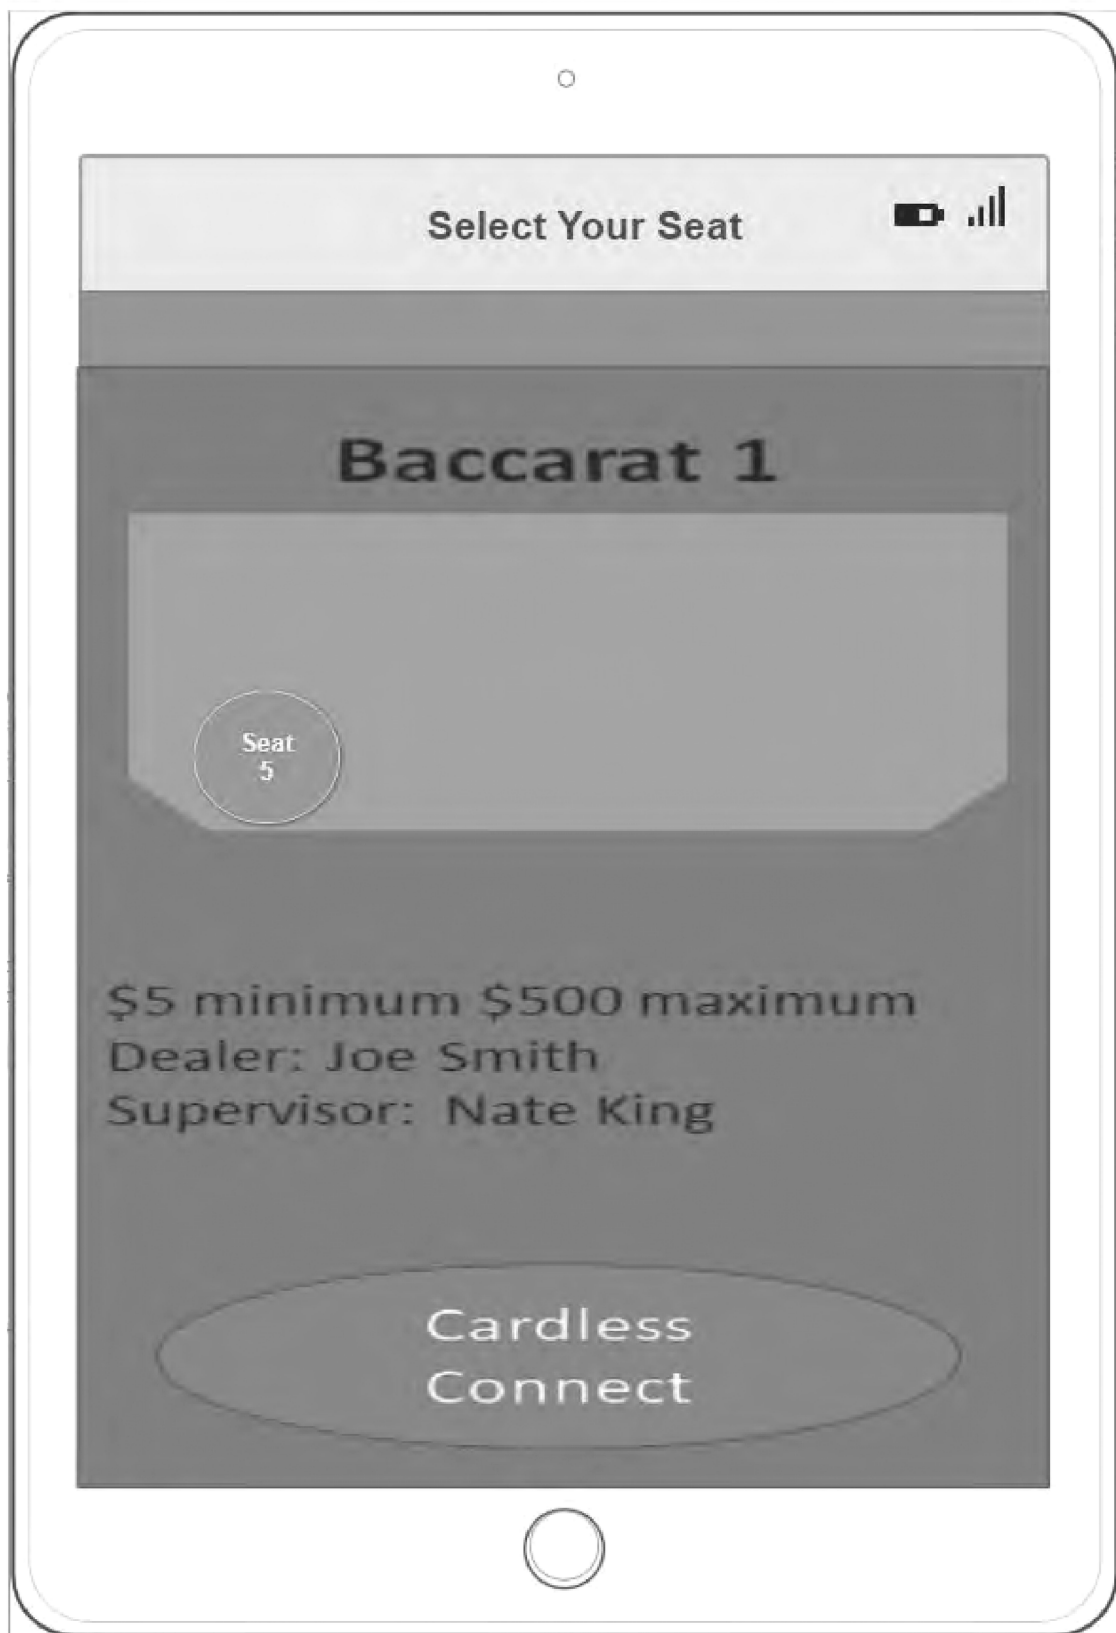 Select Your Seat
Baccarat 1
Seat
5
$5 minimum $500 maximum
Dealer: Joe Smith
Supervisor: Nate King
Cardless
Connect